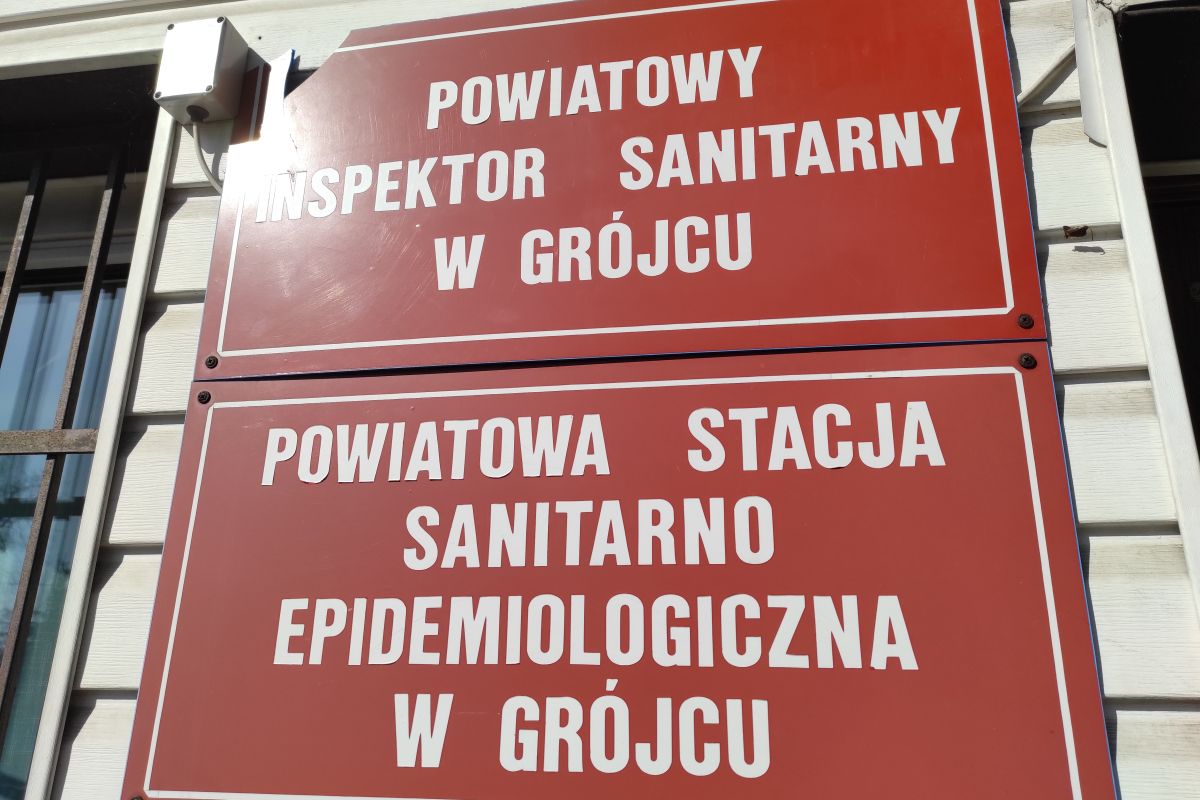 POWIATOWY
INSPEKTOR SANITARNY
W GRÓJCU
POWIATOWA STACJA
SANITARNO
EPIDEMIOLOGICZNA
W GRÓJCU